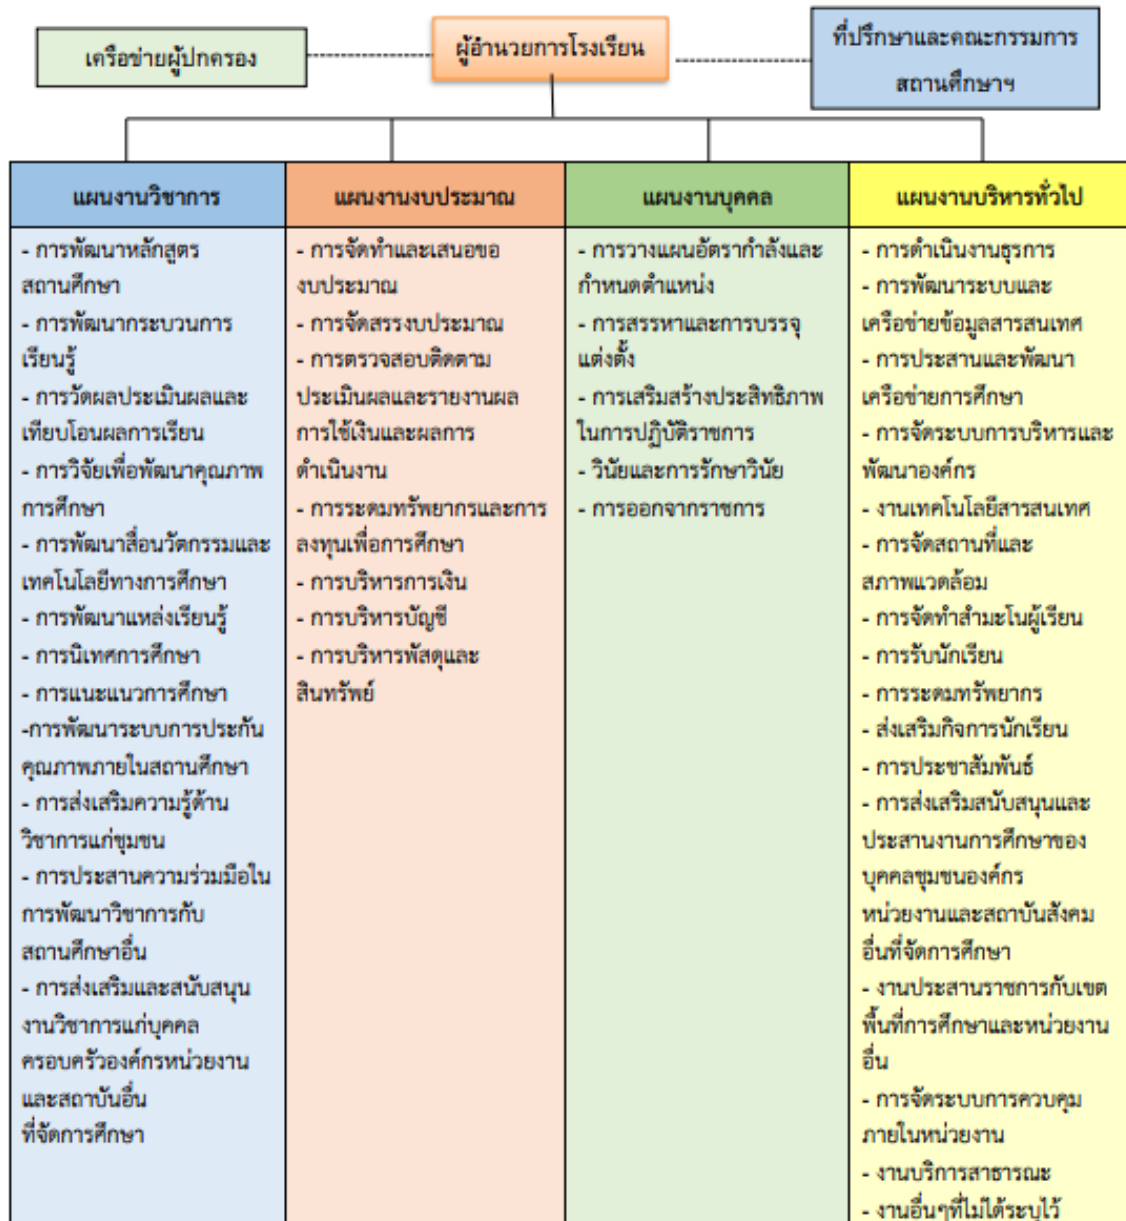 เครือข่ายผู้ปกครอง
ผู้อำนวยการโรงเรียน
ที่ปรึกษาและคณะกรรมการ
สถานศึกษาฯ
แผนงานวิชาการ
- การพัฒนาหลักสูตร
สถานศึกษา
- การพัฒนากระบวนการ
เรียนรู้
- การวัดผลประเมินผลและ
เทียบโอนผลการเรียน
- การวิจัยเพื่อพัฒนาคุณภาพ
การศึกษา
- การพัฒนาสื่อนวัตกรรมและ
เทคโนโลยีทางการศึกษา
- การพัฒนาแหล่งเรียนรู้
- การนิเทศการศึกษา
- การแนะแนวการศึกษา
-การพัฒนาระบบการประกัน
คุณภาพภายในสถานศึกษา
- การส่งเสริมความรู้ด้าน
วิชาการแก่ชุมชน
- การประสานความร่วมมือใน
การพัฒนาวิชาการกับ
สถานศึกษาอื่น
- การส่งเสริมและสนับสนุน
งานวิชาการแก่บุคคล
ครอบครัวองค์กรหน่วยงาน
และสถาบันอื่น
ที่จัดการศึกษา
แผนงานงบประมาณ
- การจัดทำและเสนอขอ
งบประมาณ
- การจัดสรรงบประมาณ
- การตรวจสอบติดตาม
ประเมินผลและรายงานผล
การใช้เงินและผลการ
ดำเนินงาน
- การระดมทรัพยากรและการ
ลงทุนเพื่อการศึกษา
- การบริหารการเงิน
- การบริหารบัญชี
- การบริหารพัสดุและ
สินทรัพย์
แผนงานบุคคล
- การวางแผนอัตรากำลังและ
กำหนดตำแหน่ง
- การสรรหาและการบรรจุ
แต่งตั้ง
- การเสริมสร้างประสิทธิภาพ
ในการปฏิบัติราชการ
- วินัยและการรักษาวินัย
- การออกจากราชการ
แผนงานบริหารทั่วไป
- การดำเนินงานธุรการ
- การพัฒนาระบบและ
เครือข่ายข้อมูลสารสนเทศ
- การประสานและพัฒนา
เครือข่ายการศึกษา
- การจัดระบบการบริหารและ
พัฒนาองค์กร
- งานเทคโนโลยีสารสนเทศ
- การจัดสถานที่และ
สภาพแวดล้อม
- การจัดทำสำมะโนผู้เรียน
- การรับนักเรียน
- การระดมทรัพยากร
- ส่งเสริมกิจการนักเรียน
- การประชาสัมพันธ์
- การส่งเสริมสนับสนุนและ
ประสานงานการศึกษาของ
บุคคลชุมชนองค์กร
หน่วยงานและสถาบันสังคม
อื่นที่จัดการศึกษา
- งานประสานราชการกับเขต
พื้นที่การศึกษาและหน่วยงาน
อื่น
- การจัดระบบการควบคุม
ภายในหน่วยงาน
- งานบริการสาธารณะ
- งานอื่นๆที่ไม่ได้ระบุไว้